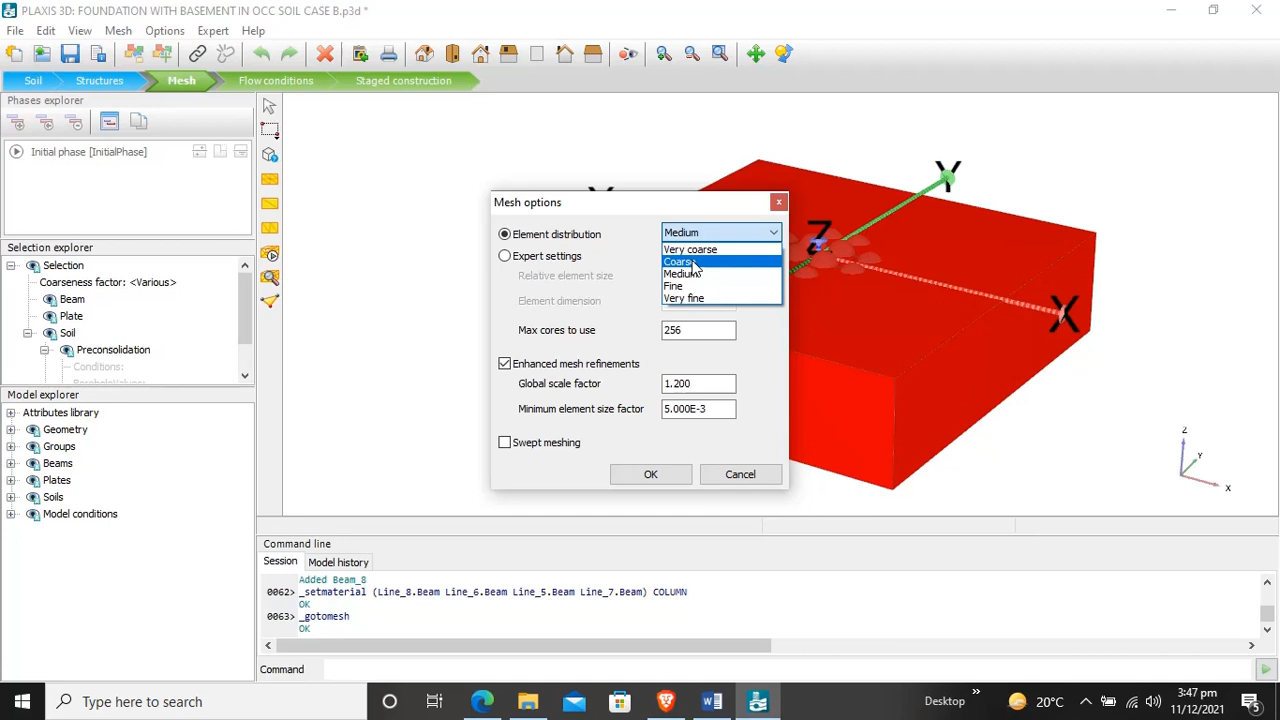 PLAXIS 3D: FOUNDATION WITH BASEMENT IN OCC SOIL CASE B.p3d *
File Edit View Mesh Options Expert Help
Soil Structures Mesh Flow conditions Staged construction
Phases explorer
Initial phase [InitialPhase]
Selection explorer
Selection
Coarseness factor: <Various>
Beam
Plate
Soil
Preconsolidation
Conditions:
Model explorer
Attributes library
Geometry
Groups
Beams
Plates
Soils
Model conditions
Y
Z
X
Mesh options
x
Element distribution
Medium
Very coarse
Coarse
Medium
Fine
Very fine
Expert settings
Relative element size
Element dimension
Max cores to use
256
Enhanced mesh refinements
Global scale factor
1.200
Minimum element size factor
5.000E-3
Swept meshing
OK
Cancel
Z
Y
X
Command line
Session Model history
Added Beam_8
0062> _setmaterial (Line_8.Beam Line_6.Beam Line_5.Beam Line_7.Beam) COLUMN
OK
0063> _gotomesh
OK
Command
Type here to search
Desktop
»
20°C
3:47 pm
11/12/2021
5